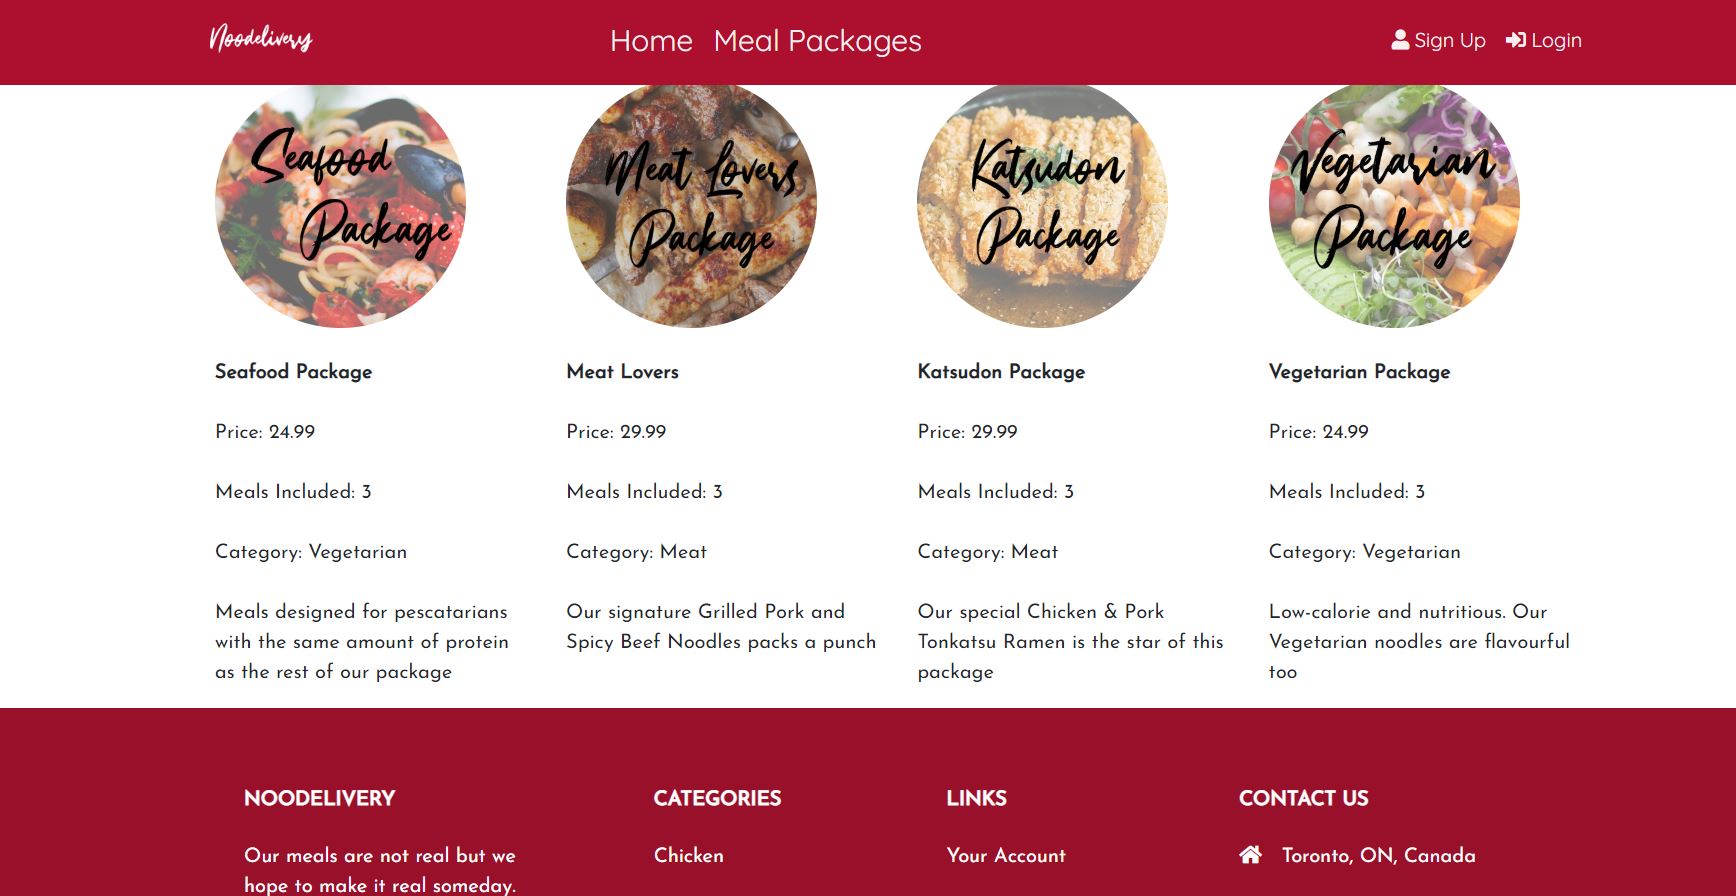 Noodelivery
Home Meal Packages
Sign Up Login
Seafood
Package
Meat Lovers
Package
Katsudon
Package
Vegetarian
Package
Seafood Package
Price: 24.99
Meals Included: 3
Category: Vegetarian
Meals designed for pescatarians
with the same amount of protein
as the rest of our package
Meat Lovers
Price: 29.99
Meals Included: 3
Category: Meat
Our signature Grilled Pork and
Spicy Beef Noodles packs a punch
Katsudon Package
Price: 29.99
Meals Included: 3
Category: Meat
Our special Chicken & Pork
Tonkatsu Ramen is the star of this
package
Vegetarian Package
Price: 24.99
Meals Included: 3
Category: Vegetarian
Low-calorie and nutritious. Our
Vegetarian noodles are flavourful
too
NOODELIVERY
Our meals are not real but we
hope to make it real someday.
CATEGORIES
Chicken
LINKS
Your Account
CONTACT US
Toronto, ON, Canada